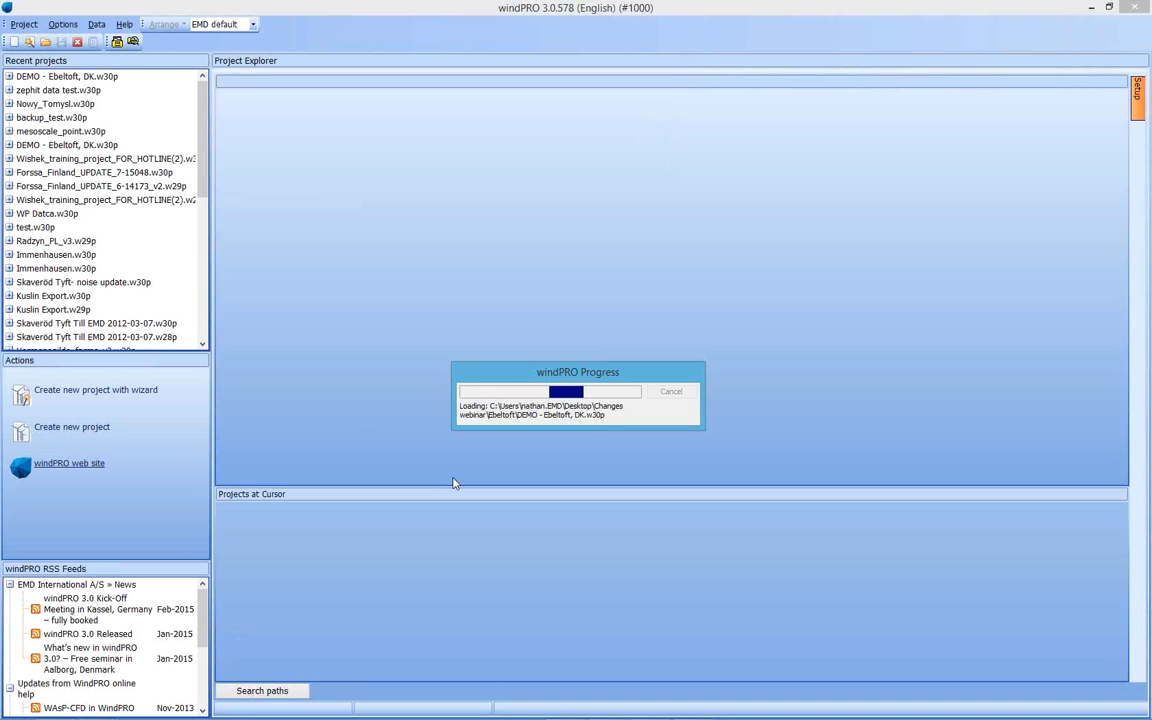 windPRO 3.0.578 (English) (#1000)
Project Options Data Help Arrange EMD default
Recent projects
Project Explorer
DEMO - Ebeltoft, DK.w30p
zephit data test.w30p
Nowy_Tomysl.w30p
backup_test.w30p
mesoscale_point.w30p
DEMO - Ebeltoft, DK.w30p
Wishek_training_project_FOR_HOTLINE(2).w3
Forssa_Finland_UPDATE_7-15048.w30p
Forssa_Finland_UPDATE_6-14173_v2.w29p
Wishek_training_project_FOR_HOTLINE(2).w2
WP Datca.w30p
test.w30p
Radzyn_PL_v3.w29p
Immenhausen.w30p
Immenhausen.w30p
Skaveröd Tyft- noise update.w30p
Kuslin Export.w30p
Kuslin Export.w29p
Skaveröd Tyft Till EMD 2012-03-07.w30p
Skaveröd Tyft Till EMD 2012-03-07.w28p
Setup
windPRO Progress
Cancel
Loading: C:\Users\nathan.EMD\Desktop\Changes
webinar\Ebeltoft\DEMO - Ebeltoft, DK.w30p
Actions
Create new project with wizard
Create new project
windPRO web site
Projects at Cursor
windPRO RSS Feeds
EMD International A/S » News
windPRO 3.0 Kick-Off
Meeting in Kassel, Germany Feb-2015
– fully booked
windPRO 3.0 Released Jan-2015
What's new in windPRO
3.0? – Free seminar in Jan-2015
Aalborg, Denmark
Updates from WindPRO online
help
WAsP-CFD in WindPRO Nov-2013
Search paths